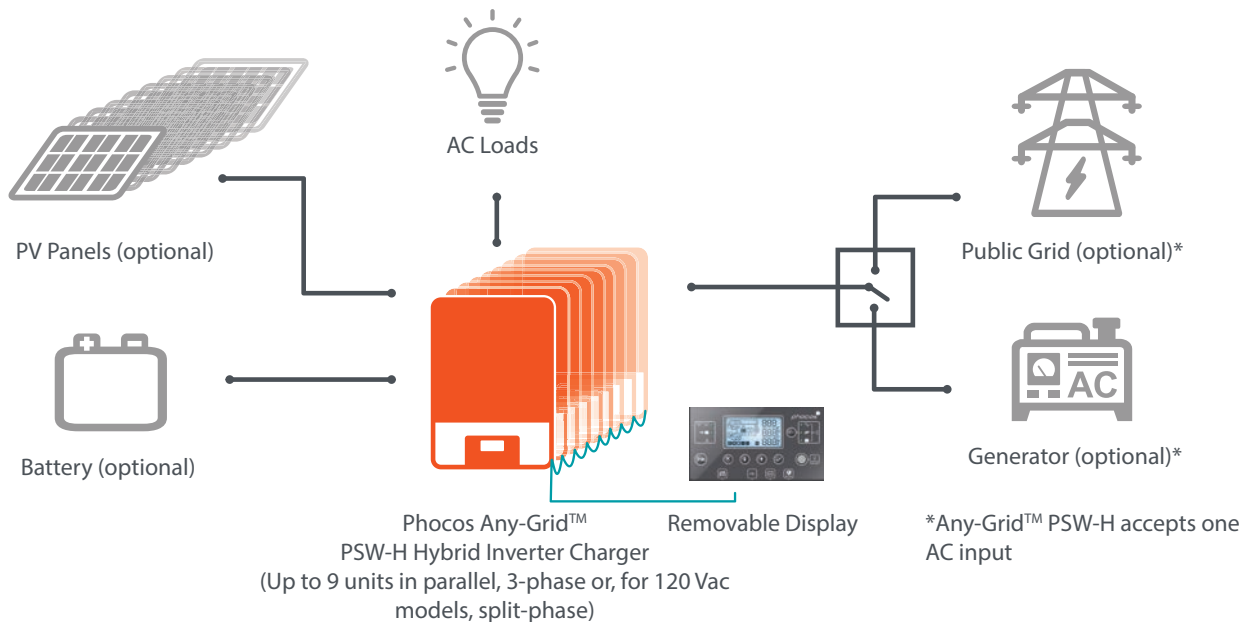 AC Loads
PV Panels (optional)
Public Grid (optional)*
AC
Battery (optional)
Generator (optional)*
phocos
Phocos Any-Grid™
PSW-H Hybrid Inverter Charger
(Up to 9 units in parallel, 3-phase or, for 120 Vac
models, split-phase)
Removable Display
*Any-Grid™ PSW-H accepts one
AC input